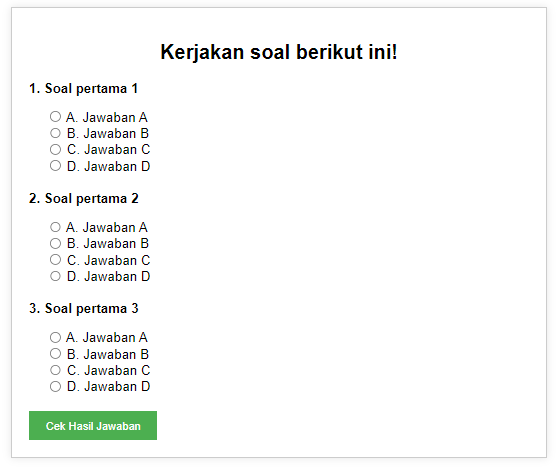 Kerjakan soal berikut ini!
1. Soal pertama 1
A. Jawaban A
B. Jawaban B
C. Jawaban C
D. Jawaban D
2. Soal pertama 2
A. Jawaban A
B. Jawaban B
C. Jawaban C
D. Jawaban D
3. Soal pertama 3
A. Jawaban A
B. Jawaban B
C. Jawaban C
D. Jawaban D
Cek Hasil Jawaban